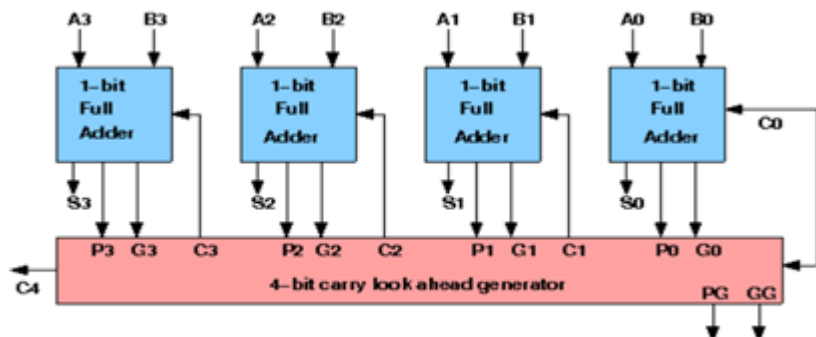 A3 B3 A2 B2 A1 B1 A0 B0
1-bit Full Adder
1-bit Full Adder
1-bit Full Adder
1-bit Full Adder
C0
S3 S2 S1 S0
P3 G3 C3 P2 G2 C2 P1 G1 C1 P0 G0
C4
4-bit carry look ahead generator
PG GG